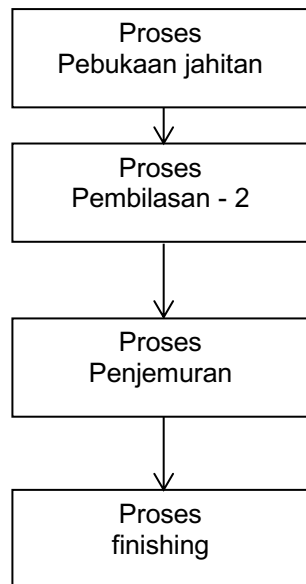 Proses
Pebukaan jahitan
Proses
Pembilasan - 2
Proses
Penjemuran
Proses
finishing